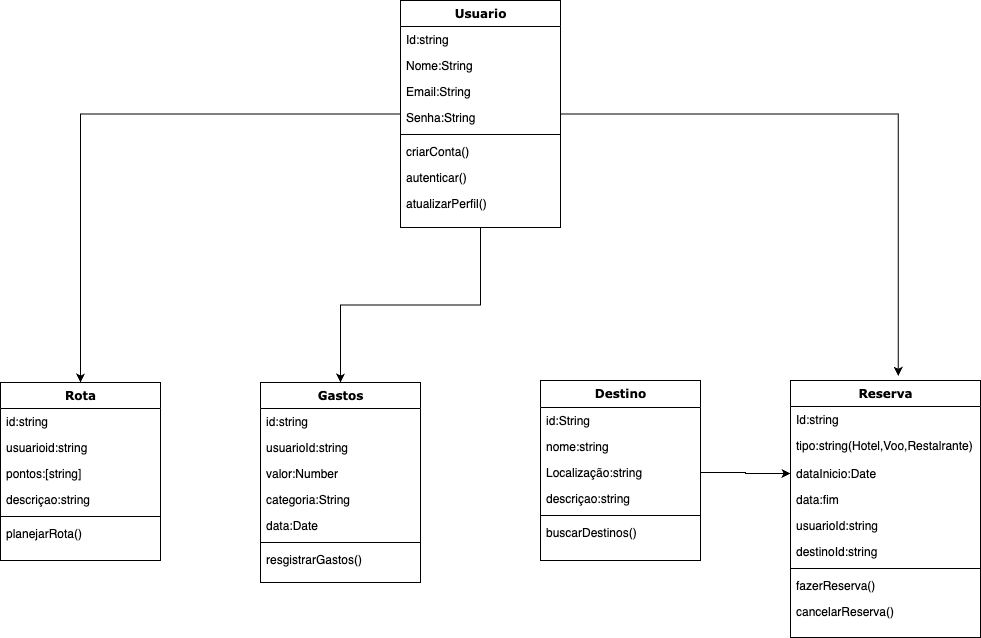 Usuario
Id:string
Nome:String
Email:String
Senha:String
criarConta()
autenticar()
atualizarPerfil()
Rota
id:string
usuarioid:string
pontos:[string]
descriçao:string
planejarRota()
Gastos
id:string
usuarioId:string
valor:Number
categoria:String
data:Date
resgistrarGastos()
Destino
id:String
nome:string
Localização:string
descriçao:string
buscarDestinos()
Reserva
Id:string
tipo:string(Hotel,Voo,Restalrante)
dataInicio:Date
data:fim
usuarioId:string
destinoId:string
fazerReserva()
cancelarReserva()